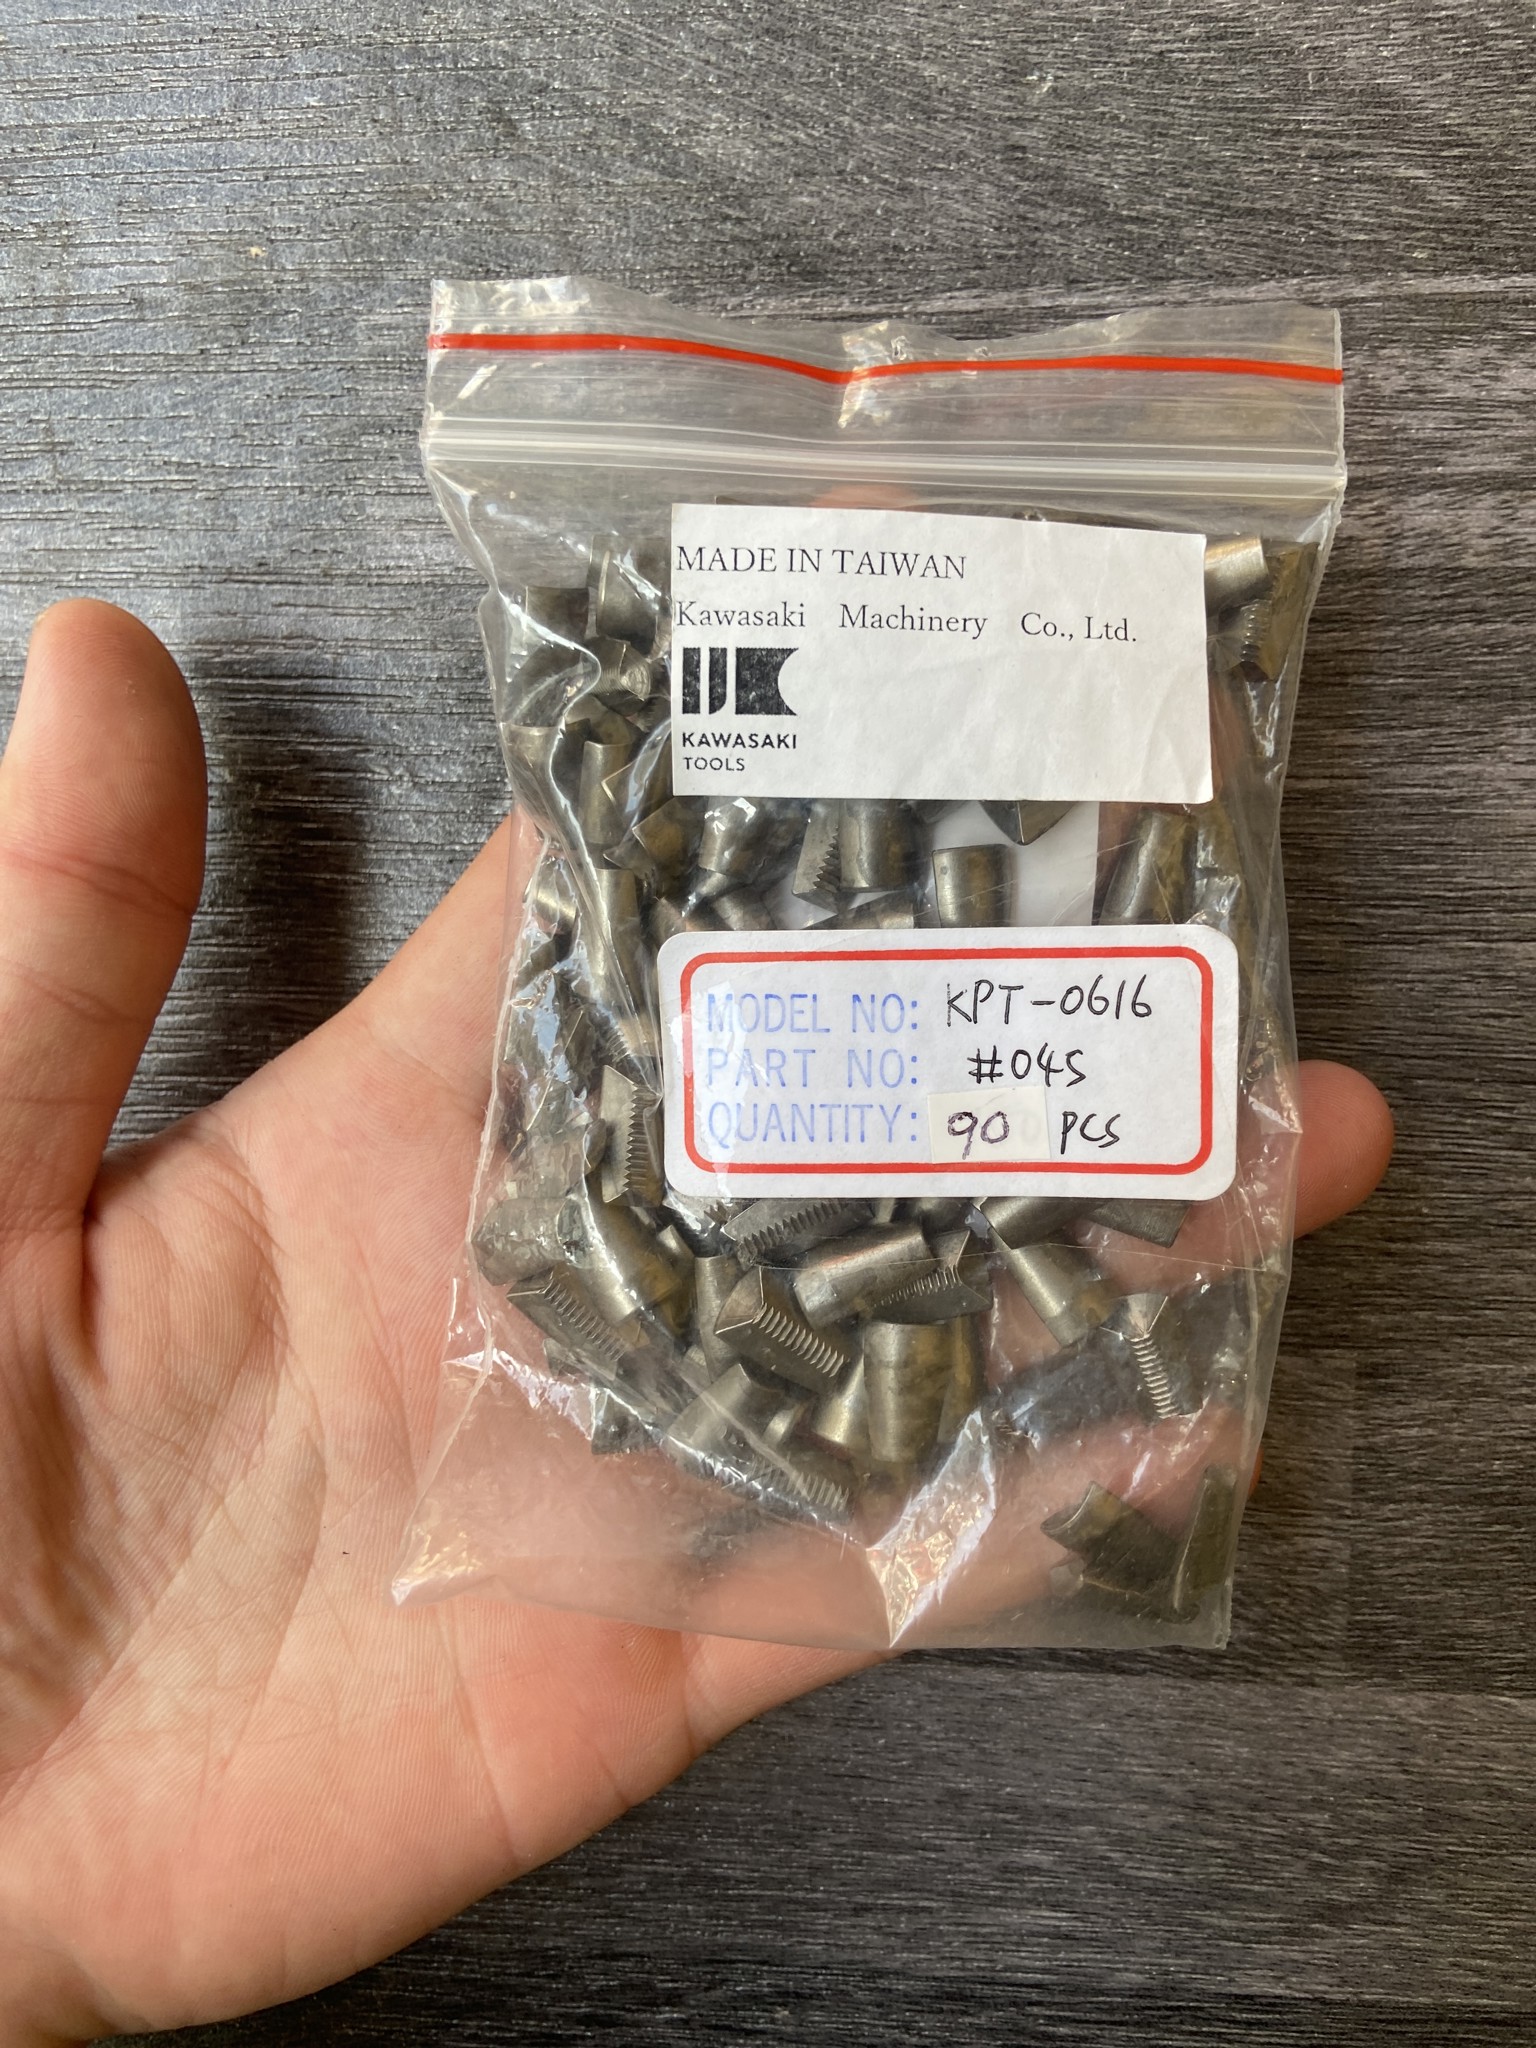 MADE IN TAIWAN
Kawasaki Machinery Co., Ltd.
KAWASAKI
TOOLS
MODEL NO: KPT-0616
PART NO: #045
QUANTITY: 90 PCS